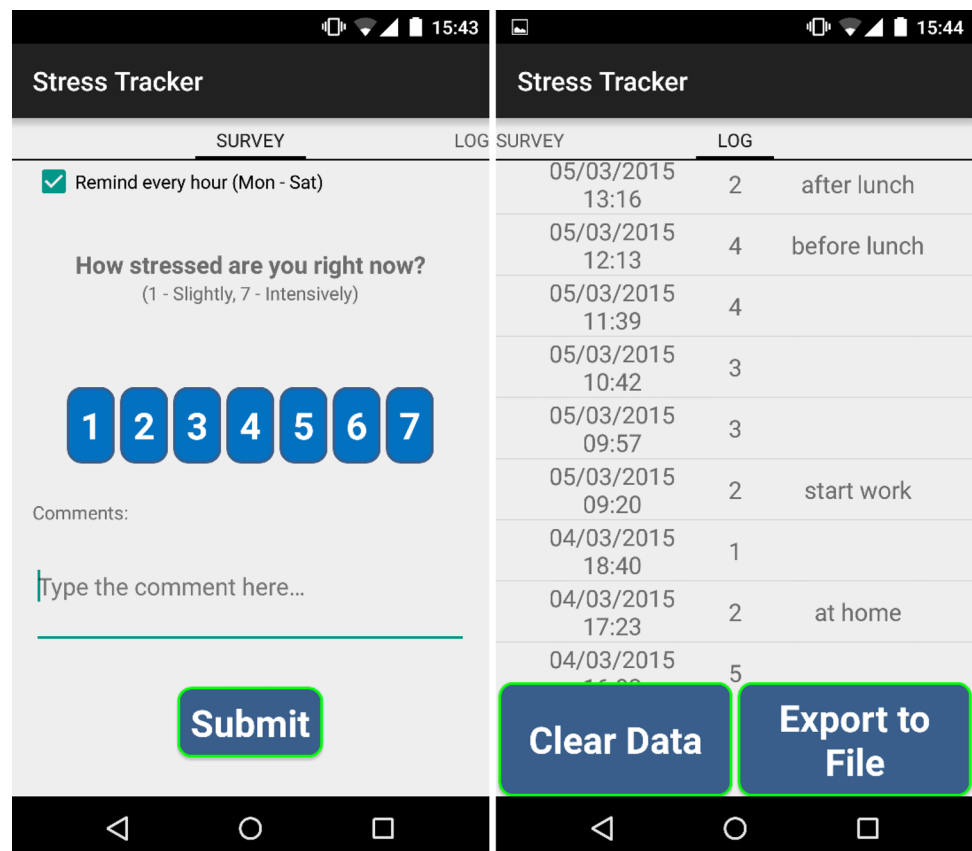 15:43
Stress Tracker
SURVEY
LOG
Remind every hour (Mon - Sat)
How stressed are you right now?
(1 - Slightly, 7 - Intensively)
1 2 3 4 5 6 7
Comments:
Type the comment here...
Submit
15:44
Stress Tracker
SURVEY
LOG
05/03/2015
13:16
2
after lunch
05/03/2015
12:13
4
before lunch
05/03/2015
11:39
4
05/03/2015
10:42
3
05/03/2015
09:57
3
05/03/2015
09:20
2
start work
04/03/2015
18:40
1
04/03/2015
17:23
2
at home
04/03/2015
5
Clear Data
Export to
File